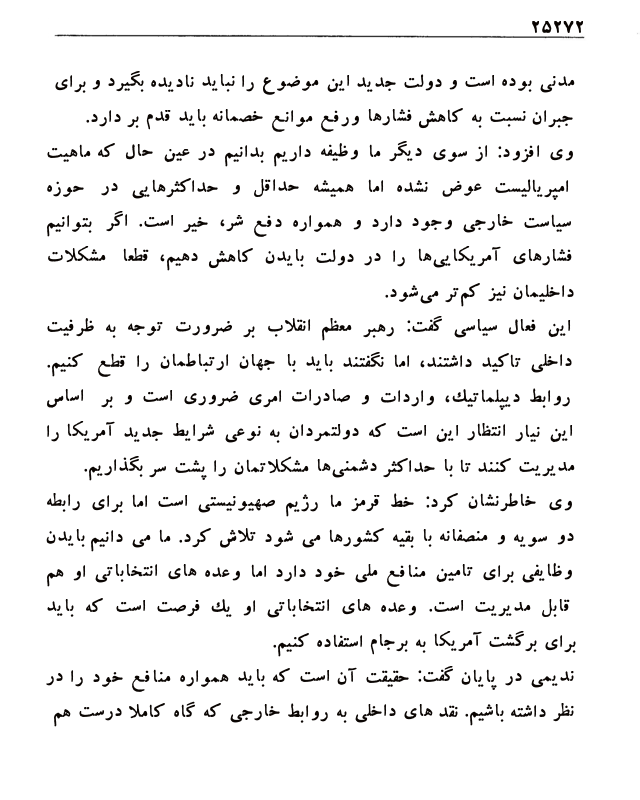 ۲۵۲۷۲
مدنی بوده است و دولت جدید این موضوع را نباید نادیده بگیرد و برای
جبران نسبت به کاهش فشارها ورفع موانع خصمانه باید قدم بر دارد.
وی افزود: از سوی دیگر ما وظیفه داریم بدانیم در عین حال که ماهیت
امپریالیست عوض نشده اما همیشه حداقل و حداکثرهایی در حوزه
سیاست خارجی وجود دارد و همواره دفع شر، خیر است. اگر بتوانیم
فشارهای آمریکایی‌ها را در دولت بایدن کاهش دهیم، قطعا مشکلات
داخلیمان نیز کم‌تر می‌شود.
این فعال سیاسی گفت: رهبر معظم انقلاب بر ضرورت توجه به ظرفیت
داخلی تاکید داشتند، اما نگفتند باید با جهان ارتباطمان را قطع کنیم.
روابط دیپلماتیك، واردات و صادرات امری ضروری است و بر اساس
این نیاز انتظار این است که دولتمردان به نوعی شرایط جدید آمریکا را
مدیریت کنند تا با حداکثر دشمنی‌ها مشکلاتمان را پشت سر بگذاریم.
وی خاطرنشان کرد: خط قرمز ما رژیم صهیونیستی است اما برای رابطه
دو سویه و منصفانه با بقیه کشورها می شود تلاش کرد. ما می دانیم بایدن
وظایفی برای تامین منافع ملی خود دارد اما وعده های انتخاباتی او هم
قابل مدیریت است. وعده های انتخاباتی او یك فرصت است که باید
برای برگشت آمریکا به برجام استفاده کنیم.
ندیمی در پایان گفت: حقیقت آن است که باید همواره منافع خود را در
نظر داشته باشیم. نقد های داخلی به روابط خارجی که گاه کاملا درست هم